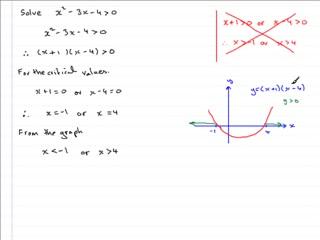 Solve x² - 3x - 4 > 0
x² - 3x - 4 > 0
∴ (x+1)(x-4) > 0
For the critical values.
x+1 = 0 or x-4 = 0
∴ x = -1 or x = 4
From the graph
x < -1 or x > 4
x+1 > 0 or x-4 > 0
∴ x > -1 or x > 4
y
y=(x+1)(x-4)
y > 0
-1
4
x